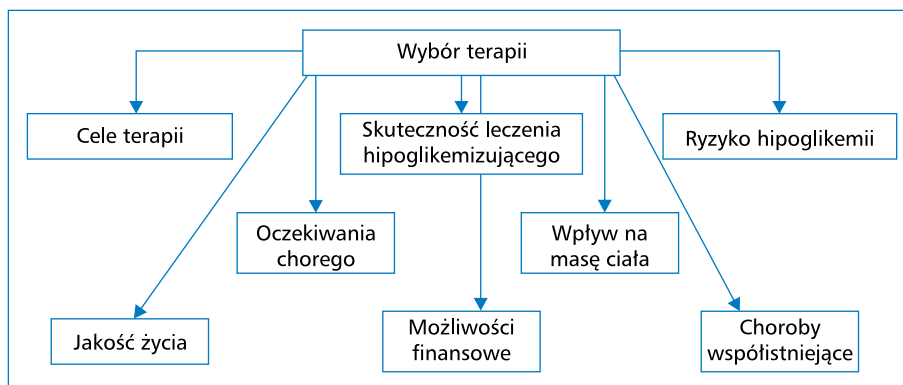 Wybór terapii
Cele terapii
Skuteczność leczenia
hipoglikemizującego
Ryzyko hipoglikemii
Oczekiwania
chorego
Wpływ na
masę ciała
Jakość życia
Możliwości
finansowe
Choroby
współistniejące